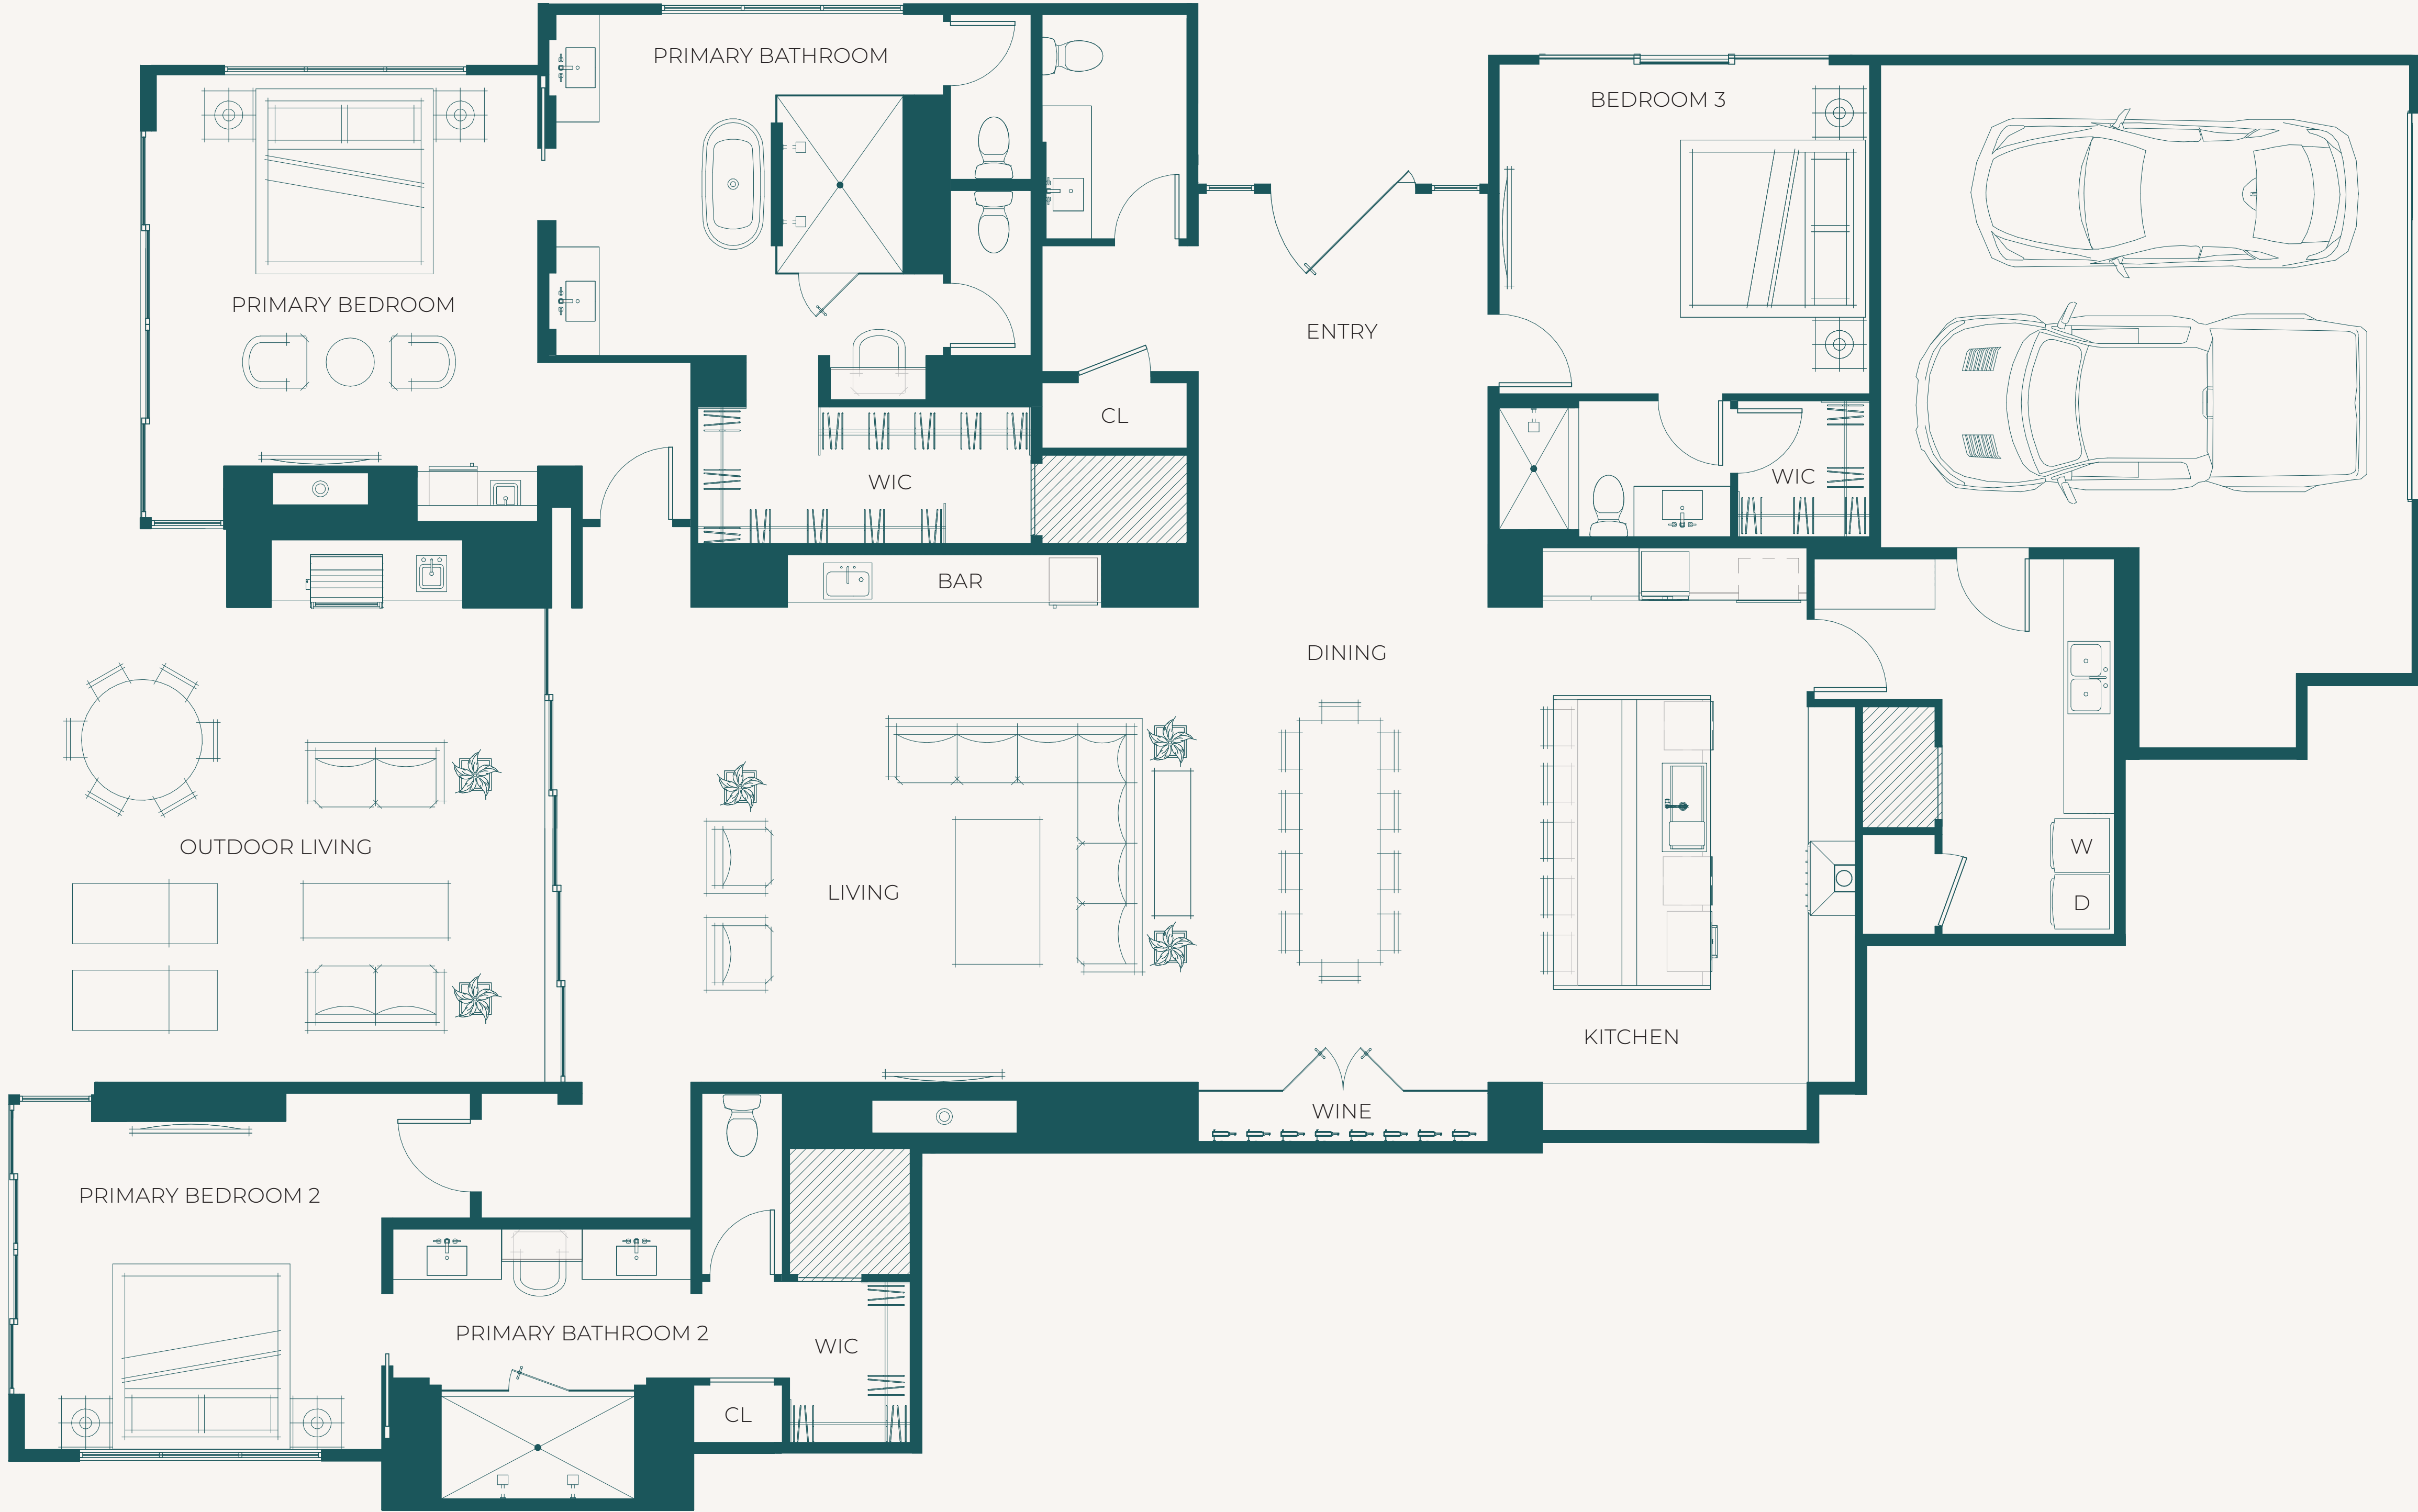 PRIMARY BATHROOM
BEDROOM 3
PRIMARY BEDROOM
ENTRY
CL
WIC
WIC
BAR
DINING
OUTDOOR LIVING
W
LIVING
D
KITCHEN
WINE
PRIMARY BEDROOM 2
PRIMARY BATHROOM 2
WIC
CL